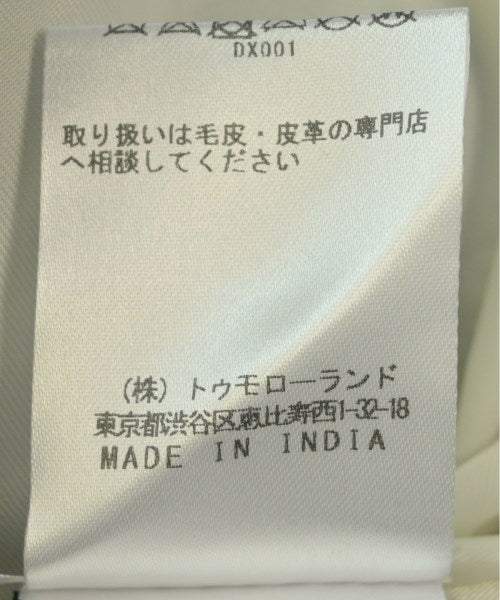 DX001
取り扱いは毛皮・皮革の専門店
へ相談してください
(株)トゥモローランド
東京都渋谷区恵比寿西1-32-18
MADE IN INDIA